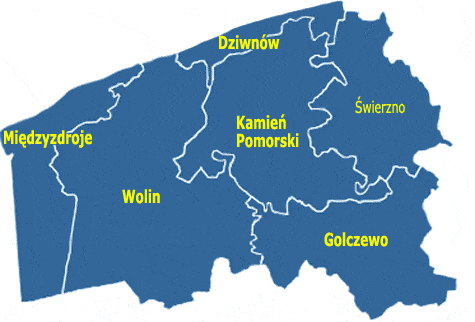 Dziwnów
Świerzno
Kamień
Pomorski
Międzyzdroje
Wolin
Golczewo